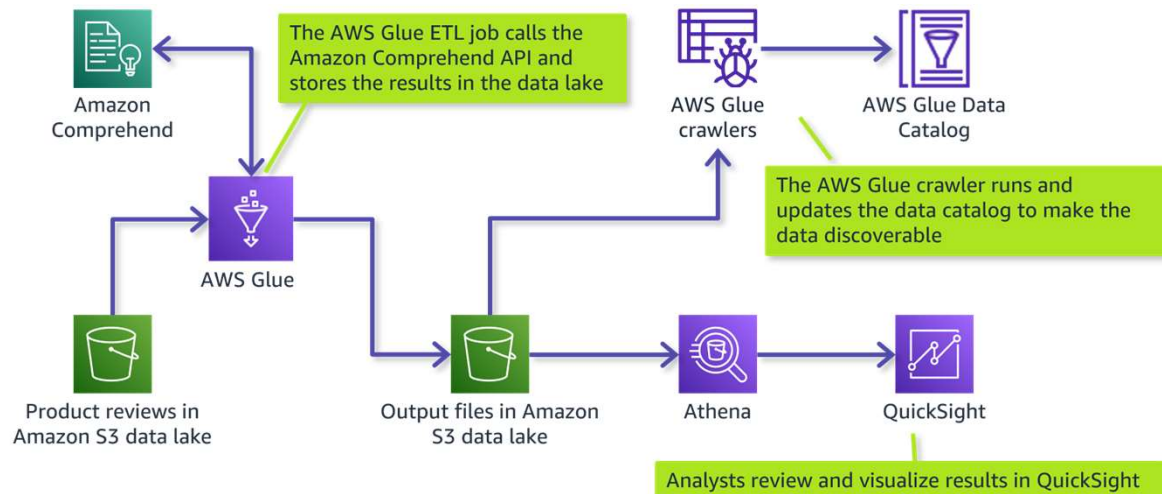 The AWS Glue ETL job calls the
Amazon Comprehend API and
stores the results in the data lake
Amazon
Comprehend
AWS Glue
crawlers
AWS Glue Data
Catalog
The AWS Glue crawler runs and
updates the data catalog to make the
data discoverable
AWS Glue
Product reviews in
Amazon S3 data lake
Output files in Amazon
S3 data lake
Athena
QuickSight
Analysts review and visualize results in QuickSight